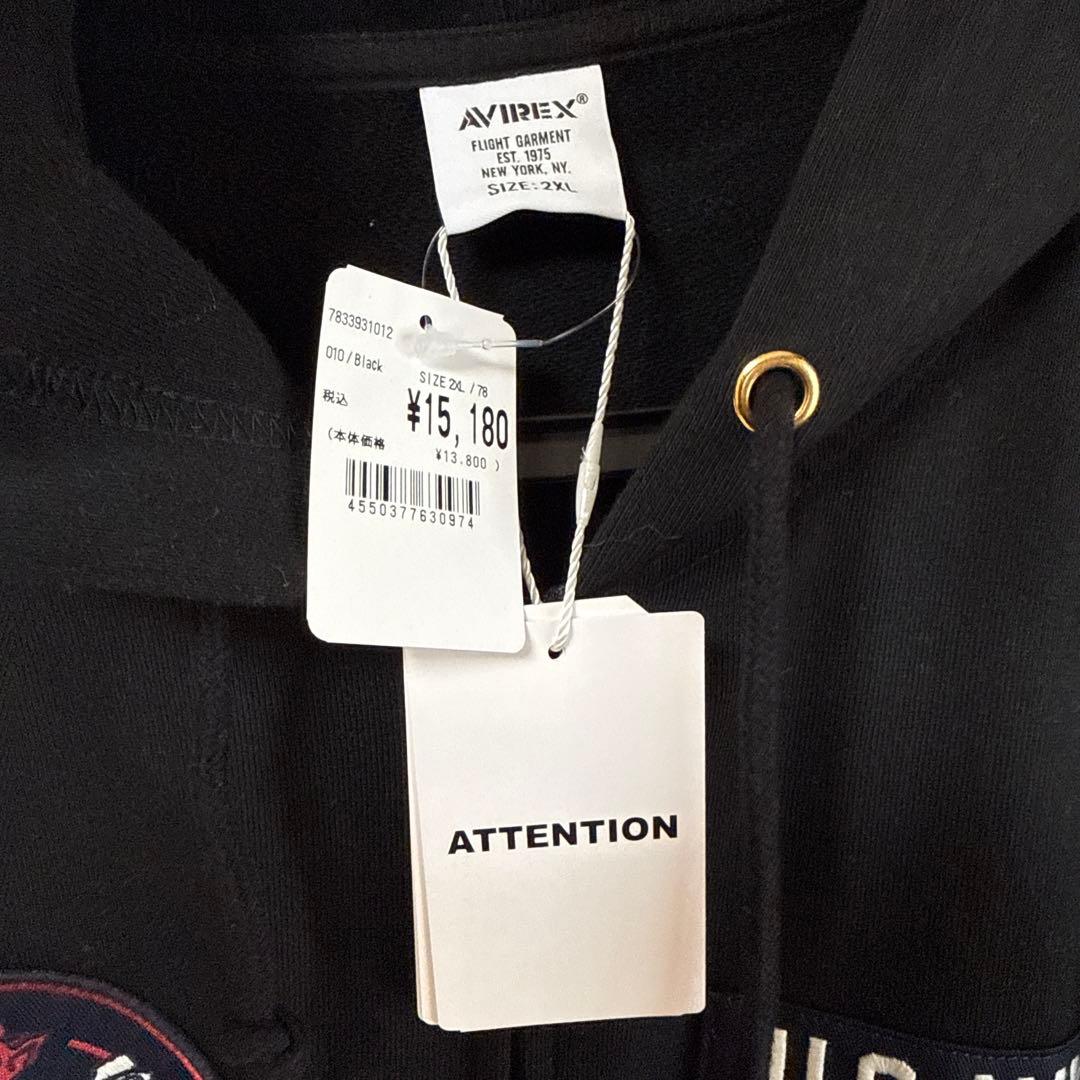 AVIREX®
FLIGHT GARMENT
EST. 1975
NEW YORK, NY.
SIZE:2XL
7833931012
010/Black
SIZE 2XL /78
税込
¥15,180
(本体価格 ¥13.800 )
4550377630974
ATTENTION